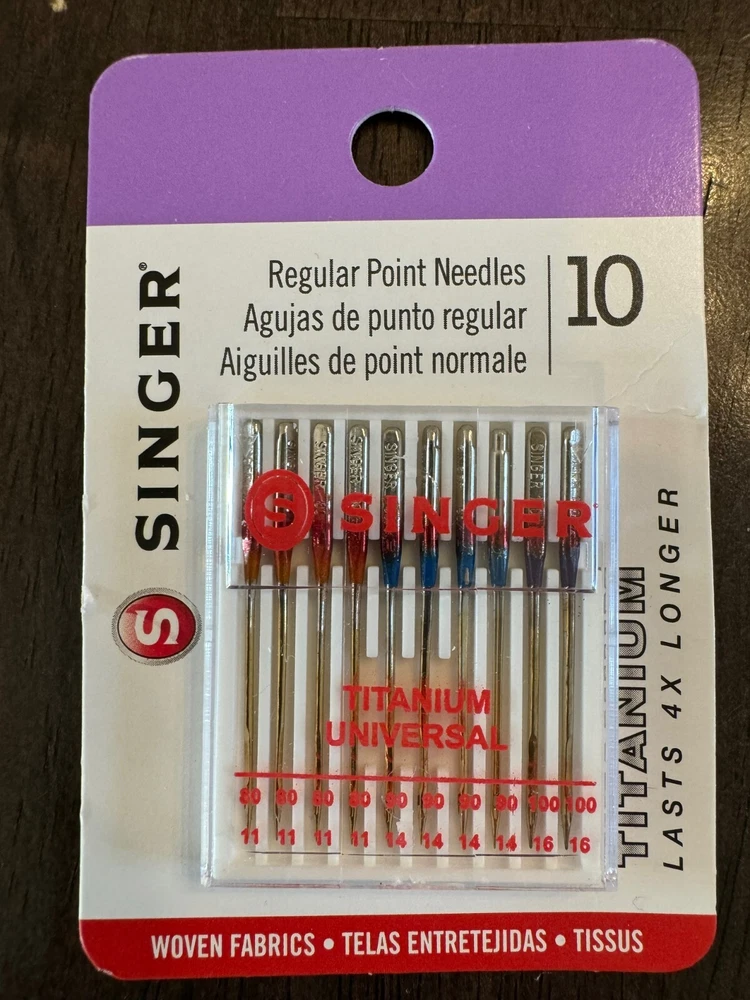 SINGER®
S
Regular Point Needles
Agujas de punto regular
Aiguilles de point normale
10
S SINGER
TITANIUM
UNIVERSAL
80 80 80 80 90 90 90 90 100 100
11 11 11 11 14 14 14 14 16 16
TITANIUM
LASTS 4X LONGER
WOVEN FABRICS • TELAS ENTRETEJIDAS • TISSUS